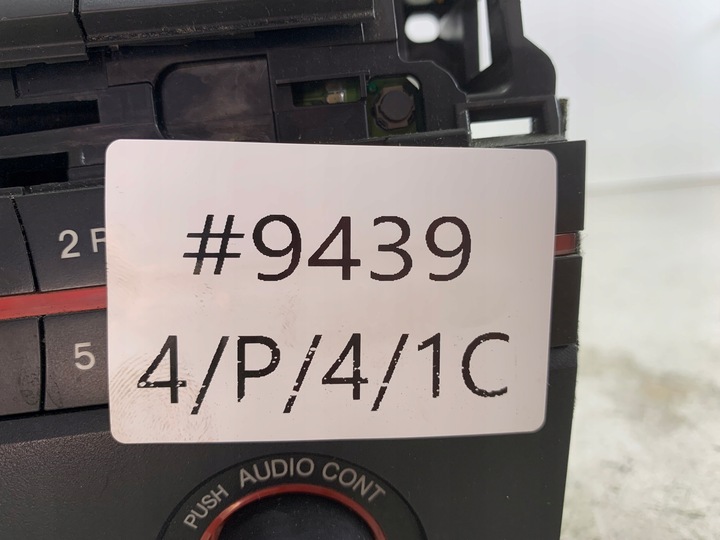 2 R
#9439
5
4/P/4/1C
PUSH AUDIO CONT